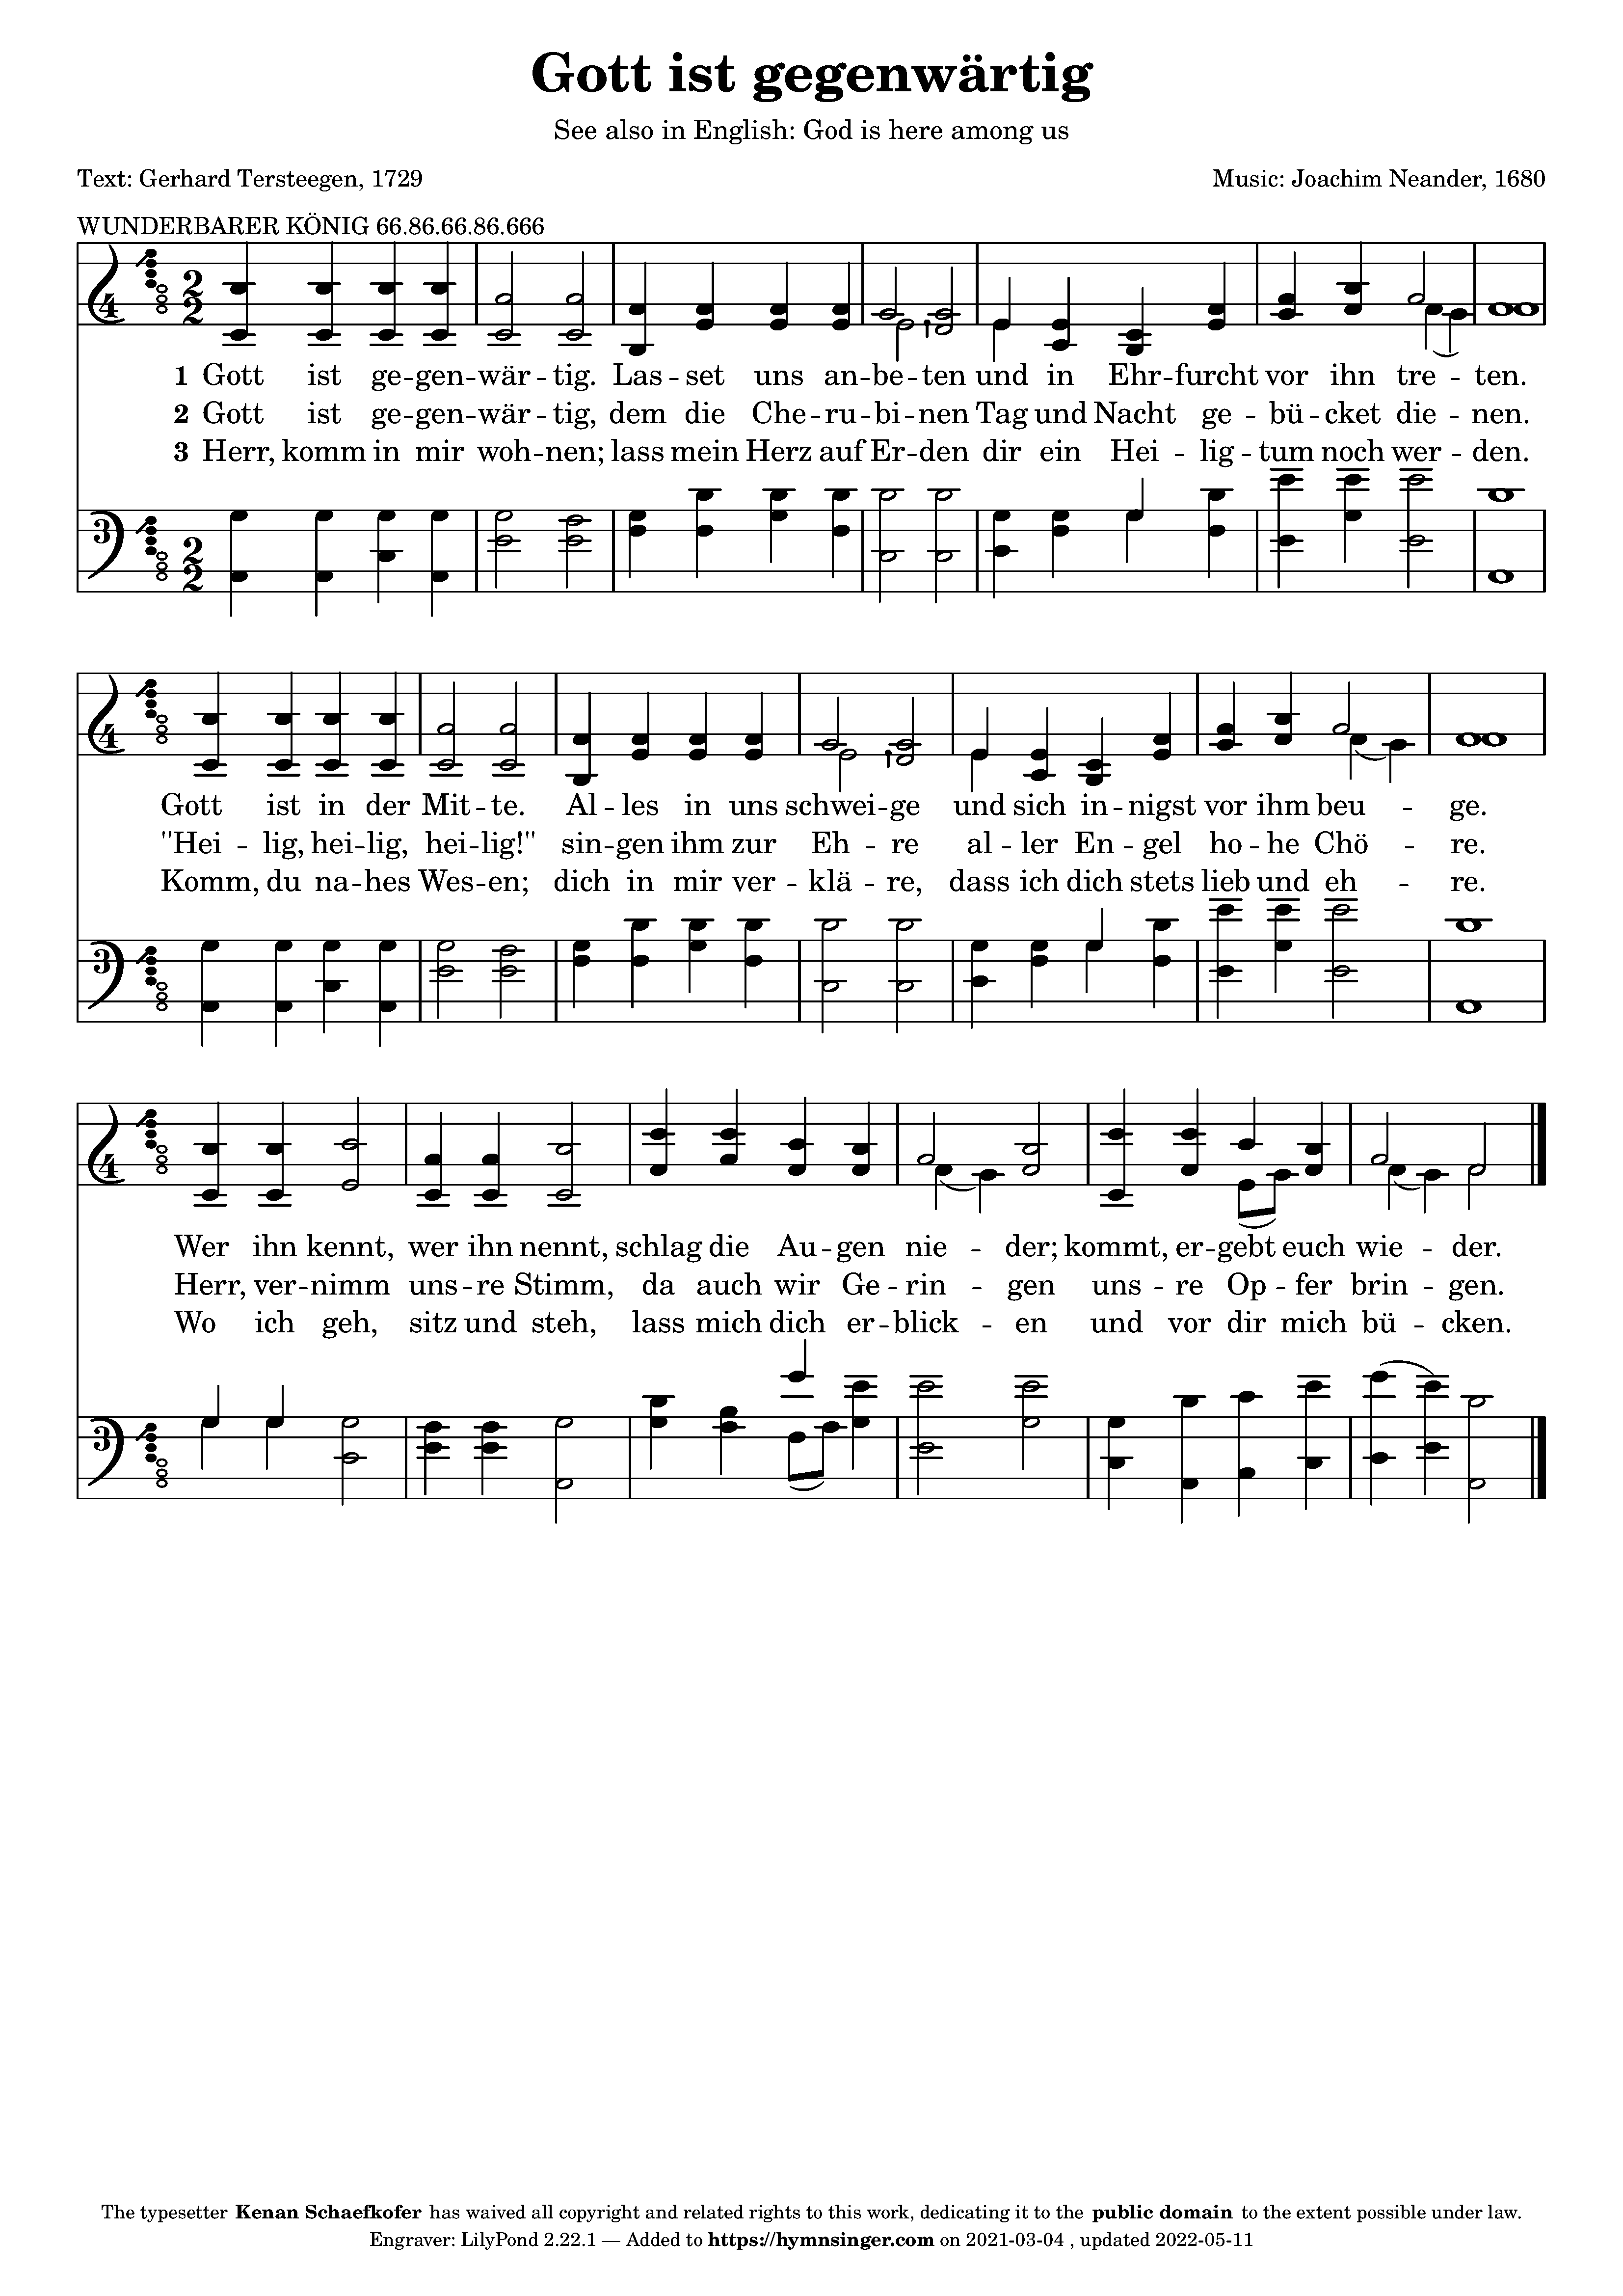 Gott ist gegenwärtig
See also in English: God is here among us
Text: Gerhard Tersteegen, 1729
Music: Joachim Neander, 1680
WUNDERBARER KÖNIG 66.86.66.86.666
1 Gott ist ge -- gen -- wär -- tig. Las -- set uns an -- be -- ten und in Ehr -- furcht vor ihn tre -- ten.
2 Gott ist ge -- gen -- wär -- tig, dem die Che -- ru -- bi -- nen Tag und Nacht ge -- bü -- cket die -- nen.
3 Herr, komm in mir woh -- nen; lass mein Herz auf Er -- den dir ein Hei -- lig -- tum noch wer -- den.
Gott ist in der Mit -- te. Al -- les in uns schwei -- ge und sich in -- nigst vor ihm beu -- ge.
"Hei -- lig, hei -- lig, hei -- lig!" sin -- gen ihm zur Eh -- re al -- ler En -- gel ho -- he Chö -- re.
Komm, du na -- hes Wes -- en; dich in mir ver -- klä -- re, dass ich dich stets lieb und eh -- re.
Wer ihn kennt, wer ihn nennt, schlag die Au -- gen nie -- der; kommt, er -- gebt euch wie -- der.
Herr, ver -- nimm uns -- re Stimm, da auch wir Ge -- rin -- gen uns -- re Op -- fer brin -- gen.
Wo ich geh, sitz und steh, lass mich dich er -- blick -- en und vor dir mich bü -- cken.
The typesetter Kenan Schaefkofer has waived all copyright and related rights to this work, dedicating it to the public domain to the extent possible under law.
Engraver: LilyPond 2.22.1 — Added to https://hymnsinger.com on 2021-03-04 , updated 2022-05-11